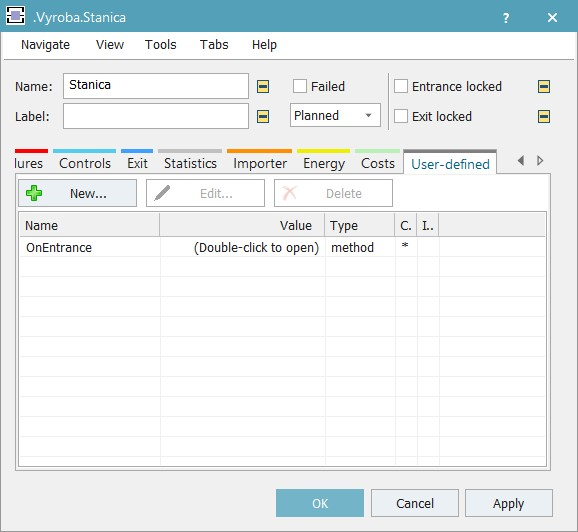 .Vyroba.Stanica ? ×
Navigate View Tools Tabs Help
Name: Stanica Failed Entrance locked
Label: Planned Exit locked
lures Controls Exit Statistics Importer Energy Costs User-defined
New... Edit... Delete
Name Value Type C. I..
OnEntrance (Double-click to open) method *
OK Cancel Apply